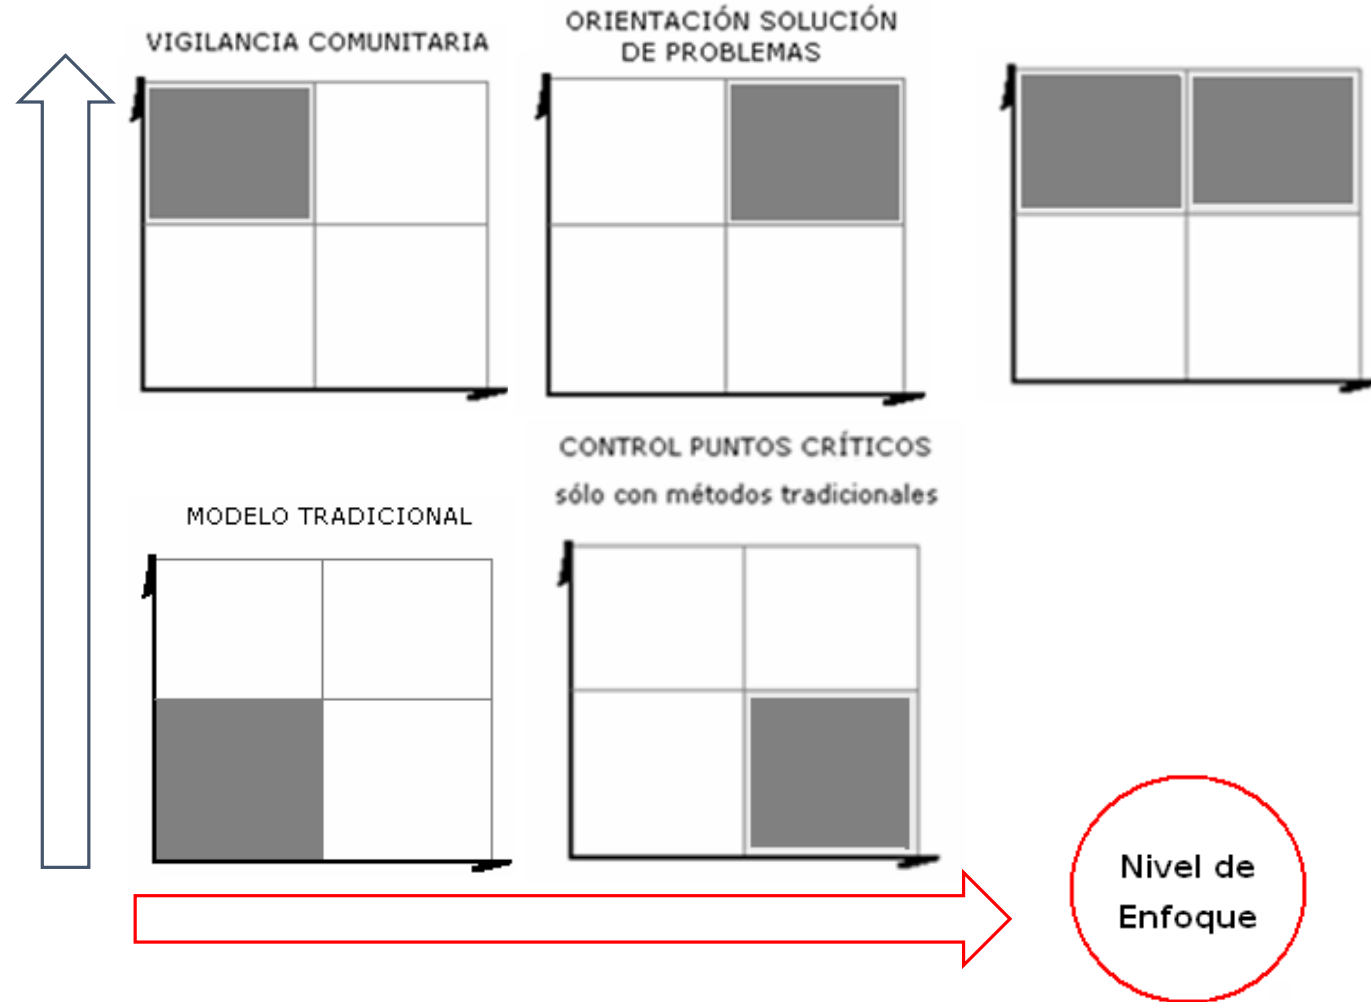 VIGILANCIA COMUNITARIA
ORIENTACIÓN SOLUCIÓN
DE PROBLEMAS
MODELO TRADICIONAL
CONTROL PUNTOS CRÍTICOS
sólo con métodos tradicionales
Nivel de
Enfoque